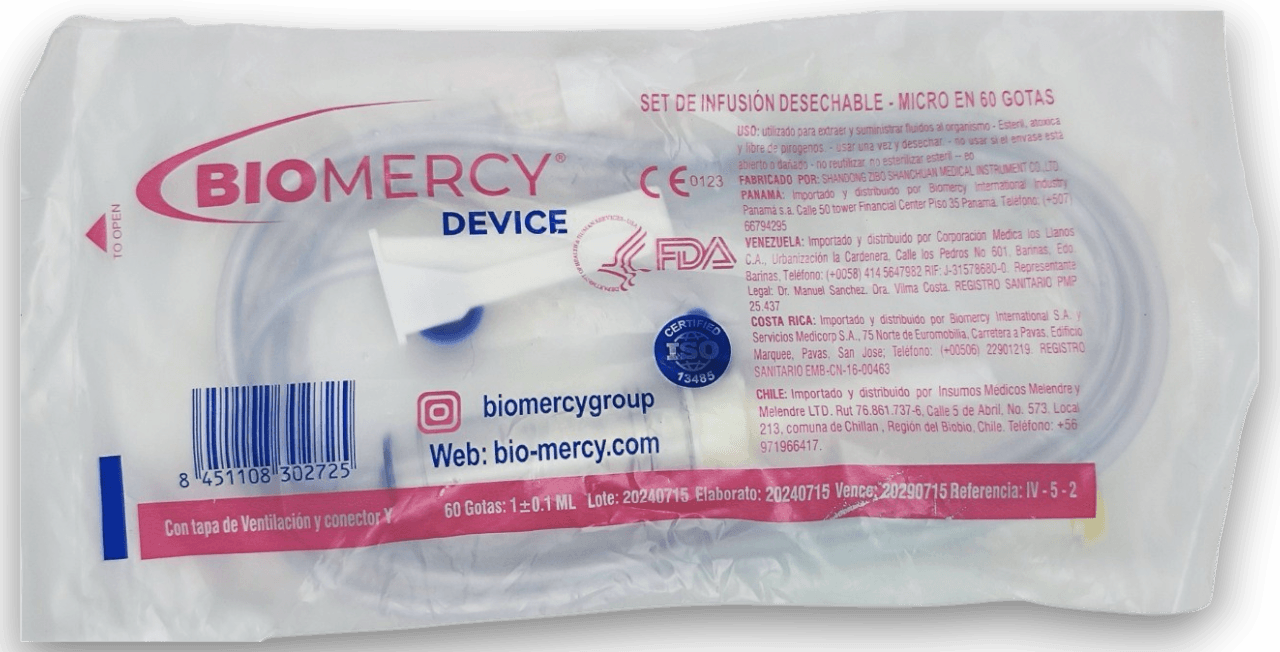 SET DE INFUSIÓN DESECHABLE - MICRO EN 60 GOTAS
BIOMERCY®
DEVICE
TO OPEN
CE 0123
FDA
CERTIFIED
ISO
13485
USO: utilizado para extraer y suministrar fluidos al organismo - Esteril, atoxica
y libre de pirogenos. - usar una vez y desechar. - no usar si el envase está
abierto o dañado - no reutilizar, no esterilizar esteril – eo
FABRICADO POR: SHANDONG ZIBO SHANCHUAN MEDICAL INSTRUMENT CO.,LTD.
PANAMA: Importado y distribuido por Biomercy International Industry
Panamá s.a. Calle 50 tower Financial Center Piso 35 Panama. Teléfono: (+507)
66794295
VENEZUELA: Importado y distribuido por Corporacion Medica los Llanos
C.A., Urbanización la Cardenera, Calle los Pedros No 601, Barinas, Edo.
Barinas, Teléfono: (+0058) 414 5647982 RIF: J-31578680-0. Representante
Legal: Dr. Manuel Sanchez. Dra. Vilma Costa. REGISTRO SANITARIO PMP
25.437
COSTA RICA: Importado y distribuido por Biomercy International S.A. y
Servicios Medicorp S.A., 75 Norte de Euromobilia, Carretera a Pavas. Edificio
Marquee, Pavas, San Jose; Teléfono: (+00506) 22901219. REGISTRO
SANITARIO EMB-CN-16-00463
CHILE: Importado y distribuido por Insumos Médicos Melendre y
Melendre LTD. Rut 76.861.737-6, Calle 5 de Abril, No. 573. Local
213, comuna de Chillan , Región del Biobio, Chile. Teléfono: +56
971966417.
biomercygroup
Web: bio-mercy.com
8 451108 302725
Con tapa de Ventilación y conector Y
60 Gotas: 1±0.1 ML Lote: 20240715 Elaborato: 20240715 Vence: 20290715 Referencia: IV - 5 - 2